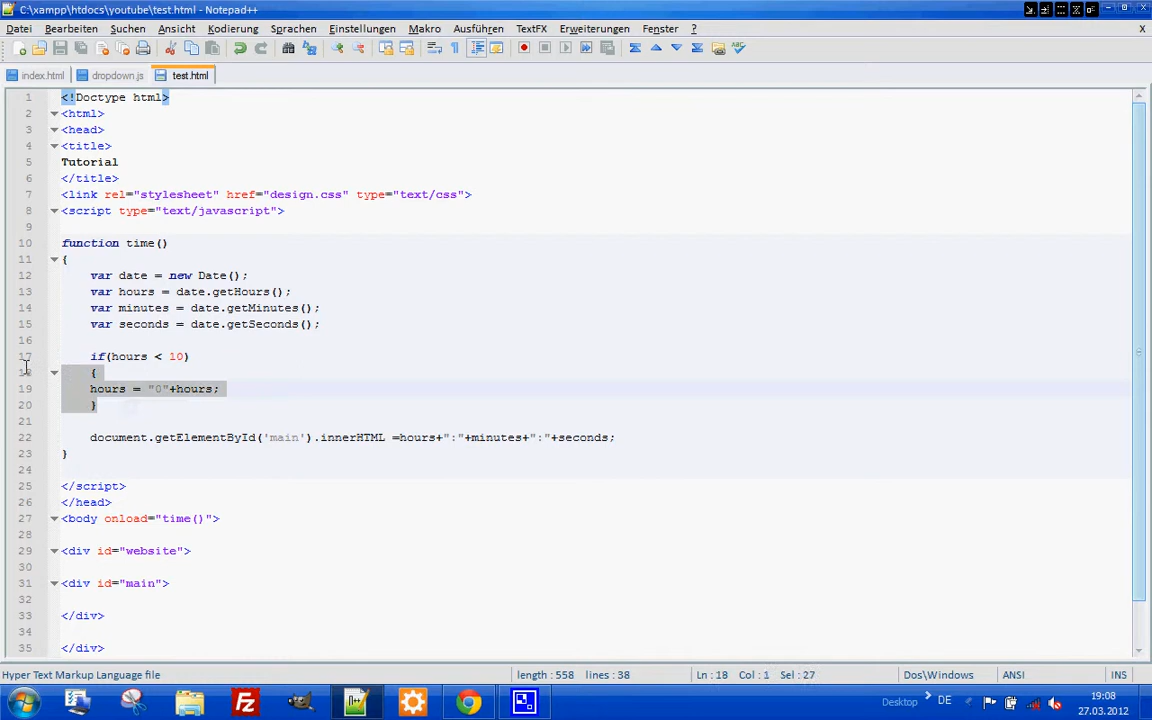 C:\xampp\htdocs\youtube\test.html - Notepad++
Datei Bearbeiten Suchen Ansicht Kodierung Sprachen Einstellungen Makro Ausführen TextFX Erweiterungen Fenster ? X
index.html dropdown.js test.html
1 <!Doctype html>
2 <html>
3 <head>
4 <title>
5 Tutorial
6 </title>
7 <link rel="stylesheet" href="design.css" type="text/css">
8 <script type="text/javascript">
9
10 function time()
11 {
12 var date = new Date();
13 var hours = date.getHours();
14 var minutes = date.getMinutes();
15 var seconds = date.getSeconds();
16
17 if(hours < 10)
18 {
19 hours = "0"+hours;
20 }
21
22 document.getElementById('main').innerHTML =hours+":"+minutes+":"+seconds;
23 }
24
25 </script>
26 </head>
27 <body onload="time()">
28
29 <div id="website">
30
31 <div id="main">
32
33 </div>
34
35 </div>
Hyper Text Markup Language file length : 558 lines : 38 Ln : 18 Col : 1 Sel : 27 Dos\Windows ANSI INS
Desktop DE 19:08
27.03.2012